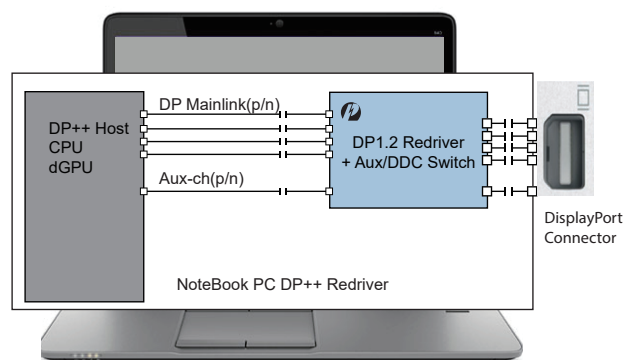 DP++ Host
CPU
dGPU
DP Mainlink(p/n)
Aux-ch(p/n)
DP1.2 Redriver
+ Aux/DDC Switch
DisplayPort
Connector
NoteBook PC DP++ Redriver